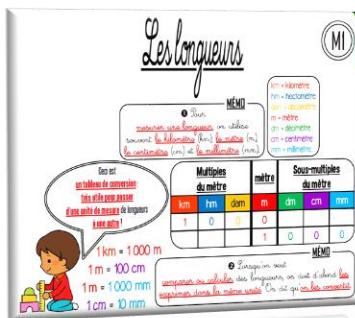 Les longueurs
M1
km = kilomètre
hm = hectomètre
dam = décamètre
m = mètre
dm = décimètre
cm = centimètre
mm = millimètre
MÉMO
❶ Pour
mesurer une longueur, on utilise
souvent le kilomètre (km), le mètre (m),
le centimètre (cm) et le millimètre (mm).
Ceci est
un tableau de conversion
très utile pour passer
d'une unité de mesure de longueurs
à une autre !
Multiples du mètre
mètre
Sous-multiples du mètre
km hm dam m dm cm mm
1 0 0 0
1 0 0 0
1 km = 1 000 m
1 m = 100 cm
1 m = 1 000 mm
1 cm = 10 mm
MÉMO
❷ Lorsqu'on veut
comparer ou calculer des longueurs, on doit d'abord les
exprimer dans la même unité. On dit qu'on les convertit.